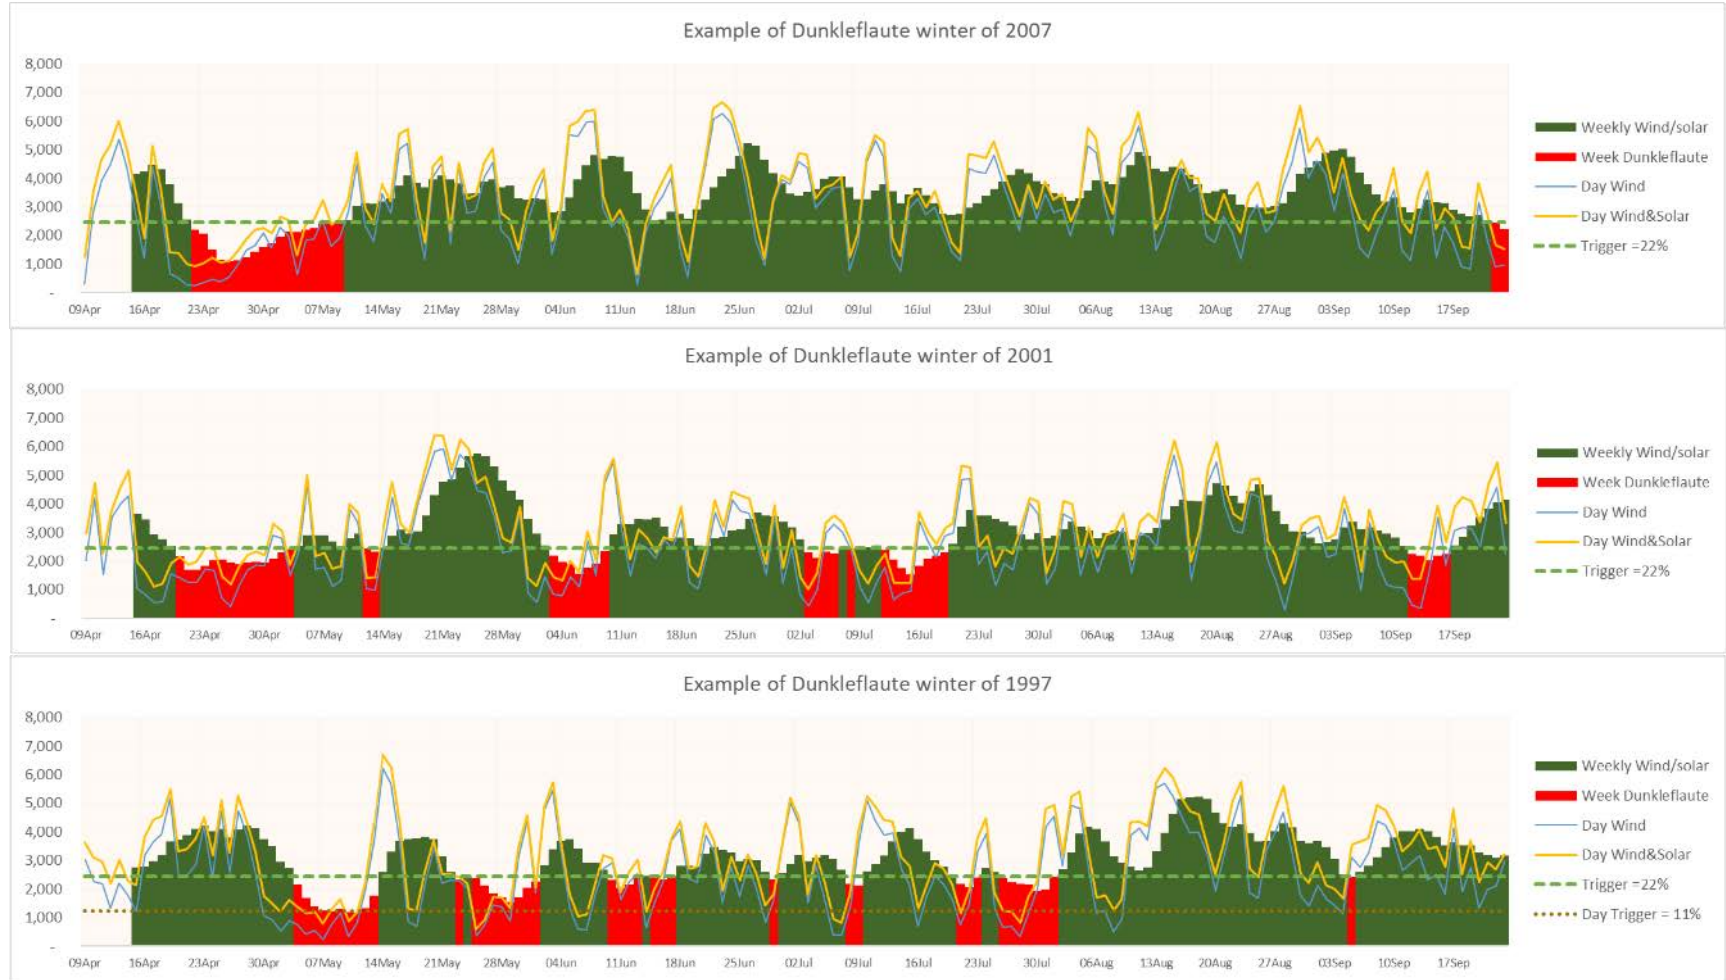 Example of Dunkleflaute winter of 2007
8,000
7,000
6,000
5,000
4,000
3,000
2,000
1,000
-
09Apr 16Apr 23Apr 30Apr 07May 14May 21May 28May 04Jun 11Jun 18Jun 25Jun 02Jul 09Jul 16Jul 23Jul 30Jul 06Aug 13Aug 20Aug 27Aug 03Sep 10Sep 17Sep
Weekly Wind/solar
Week Dunkleflaute
Day Wind
Day Wind&Solar
Trigger =22%
Example of Dunkleflaute winter of 2001
8,000
7,000
6,000
5,000
4,000
3,000
2,000
1,000
-
09Apr 16Apr 23Apr 30Apr 07May 14May 21May 28May 04Jun 11Jun 18Jun 25Jun 02Jul 09Jul 16Jul 23Jul 30Jul 06Aug 13Aug 20Aug 27Aug 03Sep 10Sep 17Sep
Weekly Wind/solar
Week Dunkleflaute
Day Wind
Day Wind&Solar
Trigger =22%
Example of Dunkleflaute winter of 1997
8,000
7,000
6,000
5,000
4,000
3,000
2,000
1,000
-
09Apr 16Apr 23Apr 30Apr 07May 14May 21May 28May 04Jun 11Jun 18Jun 25Jun 02Jul 09Jul 16Jul 23Jul 30Jul 06Aug 13Aug 20Aug 27Aug 03Sep 10Sep 17Sep
Weekly Wind/solar
Week Dunkleflaute
Day Wind
Day Wind&Solar
Trigger =22%
Day Trigger = 11%